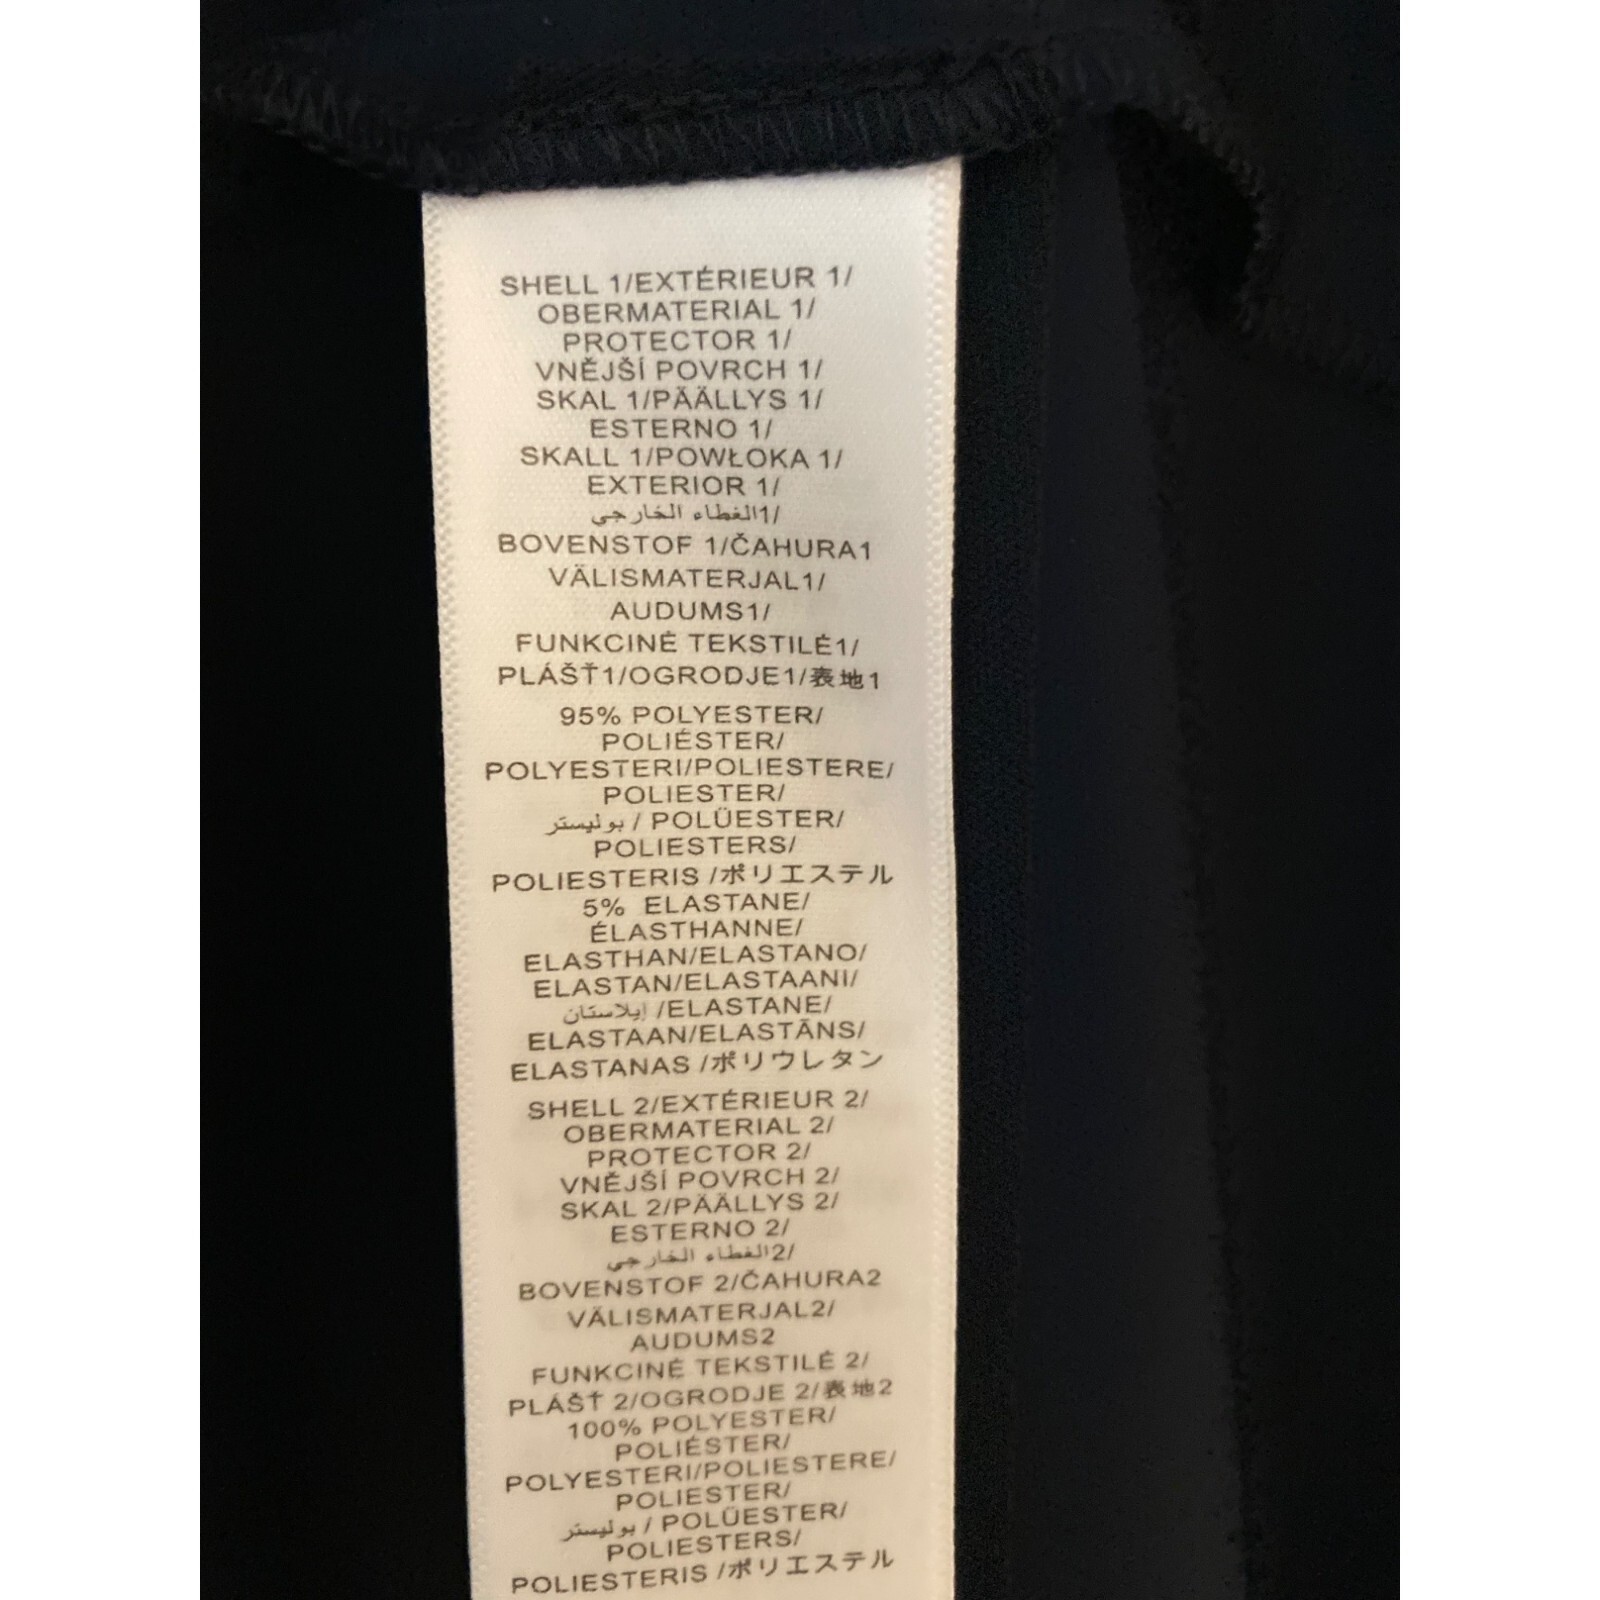 SHELL 1/EXTÉRIEUR 1/
OBERMATERIAL 1/
PROTECTOR 1/
VNĚJŠÍ POVRCH 1/
SKAL 1/PÄÄLLYS 1/
ESTERNO 1/
SKALL 1/POWŁOKA 1/
EXTERIOR 1/
الغطاء الخارجي1/
BOVENSTOF 1/ČAHURA1
VÄLISMATERJAL1/
AUDUMS1/
FUNKCINĖ TEKSTILĖ1/
PLÁŠŤ1/OGRODJE1/表地1
95% POLYESTER/
POLIÉSTER/
POLYESTERI/POLIESTERE/
POLIESTER/
بوليستر / POLÜESTER/
POLIESTERS/
POLIESTERIS /ポリエステル
5% ELASTANE/
ÉLASTHANNE/
ELASTHAN/ELASTANO/
ELASTAN/ELASTAANI/
إيلاستان /ELASTANE/
ELASTAAN/ELASTĀNS/
ELASTANAS /ポリウレタン
SHELL 2/EXTÉRIEUR 2/
OBERMATERIAL 2/
PROTECTOR 2/
VNĚJŠÍ POVRCH 2/
SKAL 2/PÄÄLLYS 2/
ESTERNO 2/
الغطاء الخارجي2/
BOVENSTOF 2/ČAHURA2
VÄLISMATERJAL2/
AUDUMS2
FUNKCINĖ TEKSTILĖ 2/
PLÁŠŤ 2/OGRODJE 2/表地2
100% POLYESTER/
POLIÉSTER/
POLYESTERI/POLIESTERE/
POLIESTER/
بوليستر / POLÜESTER/
POLIESTERS/
POLIESTERIS /ポリエステル